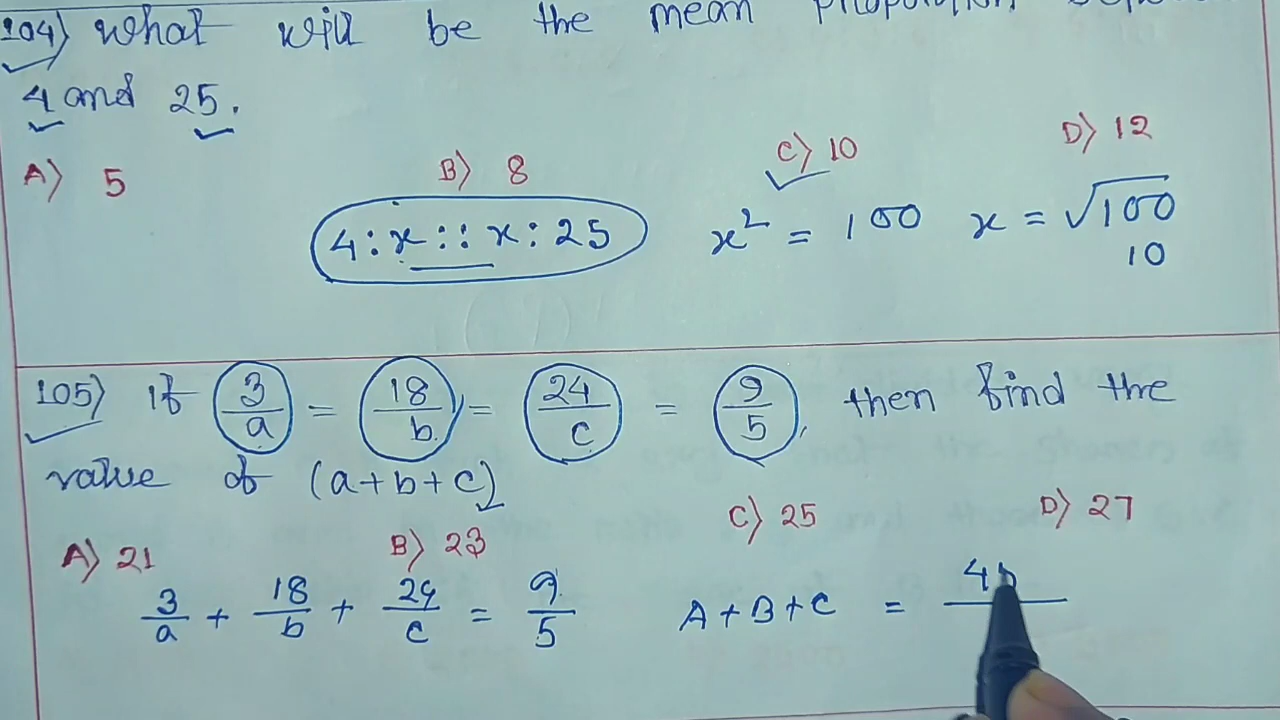 104) What will be the mean
4 and 25.
A) 5 B) 8 C) 10 D) 12
4 : x :: x : 25 x² = 100 x = √100
10
105) If 3/a = 18/b, = 24/c = 9/5, then find the
value of (a+b+c)
A) 21 B) 23 C) 25 D) 27
3/a + 18/b + 24/c = 9/5 A+B+C = 4